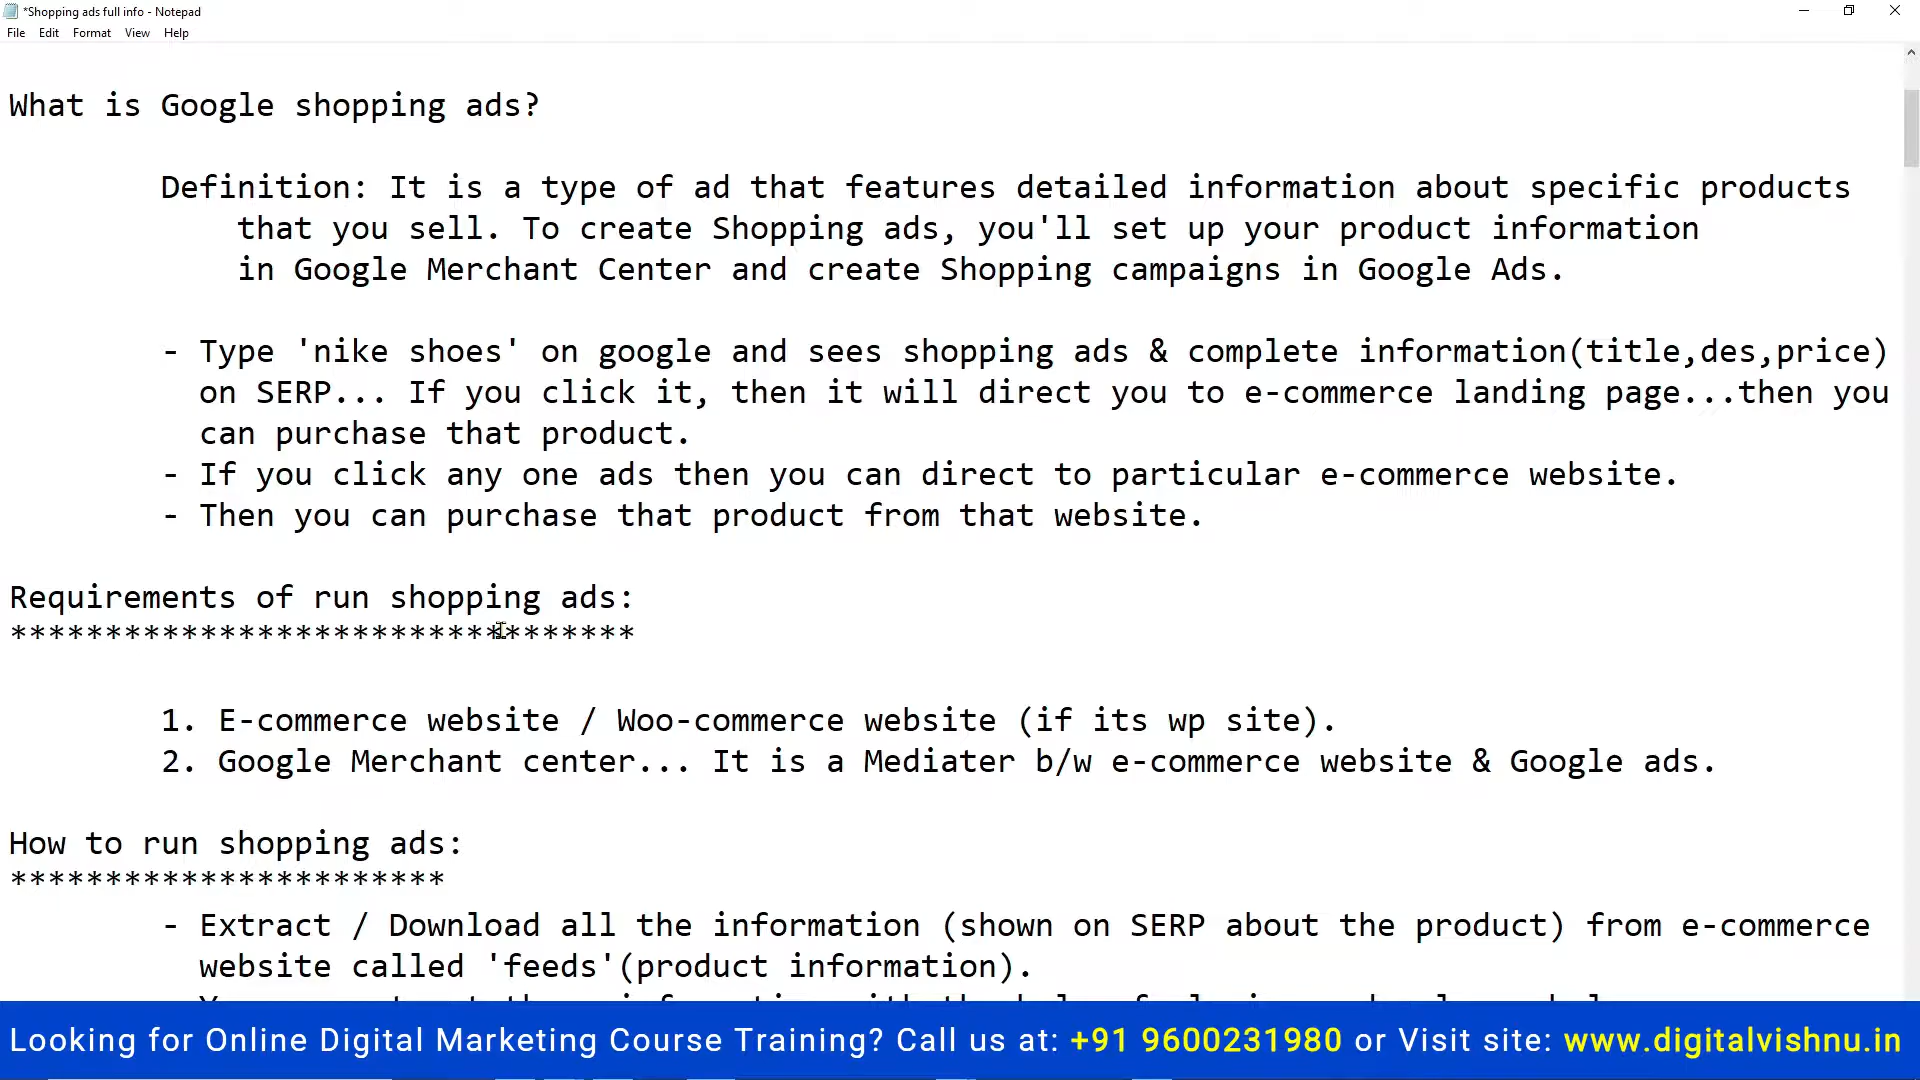 *Shopping ads full info - Notepad
File Edit Format View Help
What is Google shopping ads?
Definition: It is a type of ad that features detailed information about specific products
that you sell. To create Shopping ads, you'll set up your product information
in Google Merchant Center and create Shopping campaigns in Google Ads.
- Type 'nike shoes' on google and sees shopping ads & complete information(title,des,price)
on SERP... If you click it, then it will direct you to e-commerce landing page...then you
can purchase that product.
- If you click any one ads then you can direct to particular e-commerce website.
- Then you can purchase that product from that website.
Requirements of run shopping ads:
*********************************
1. E-commerce website / Woo-commerce website (if its wp site).
2. Google Merchant center... It is a Mediater b/w e-commerce website & Google ads.
How to run shopping ads:
***********************
- Extract / Download all the information (shown on SERP about the product) from e-commerce
website called 'feeds'(product information).
Looking for Online Digital Marketing Course Training? Call us at: +91 9600231980 or Visit site: www.digitalvishnu.in